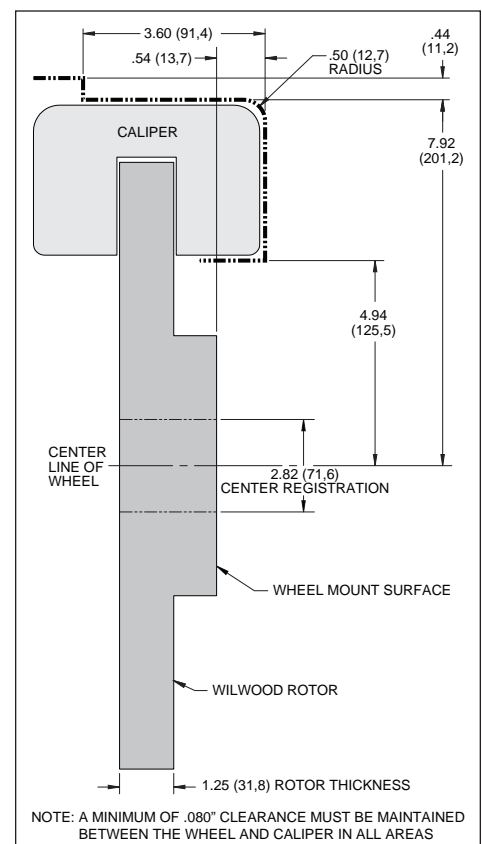 3.60 (91,4)
.54 (13,7)
.50 (12,7)
RADIUS
.44
(11,2)
7.92
(201,2)
CALIPER
4.94
(125,5)
CENTER
LINE OF
WHEEL
2.82 (71,6)
CENTER REGISTRATION
WHEEL MOUNT SURFACE
WILWOOD ROTOR
1.25 (31,8) ROTOR THICKNESS
NOTE: A MINIMUM OF .080” CLEARANCE MUST BE MAINTAINED
BETWEEN THE WHEEL AND CALIPER IN ALL AREAS